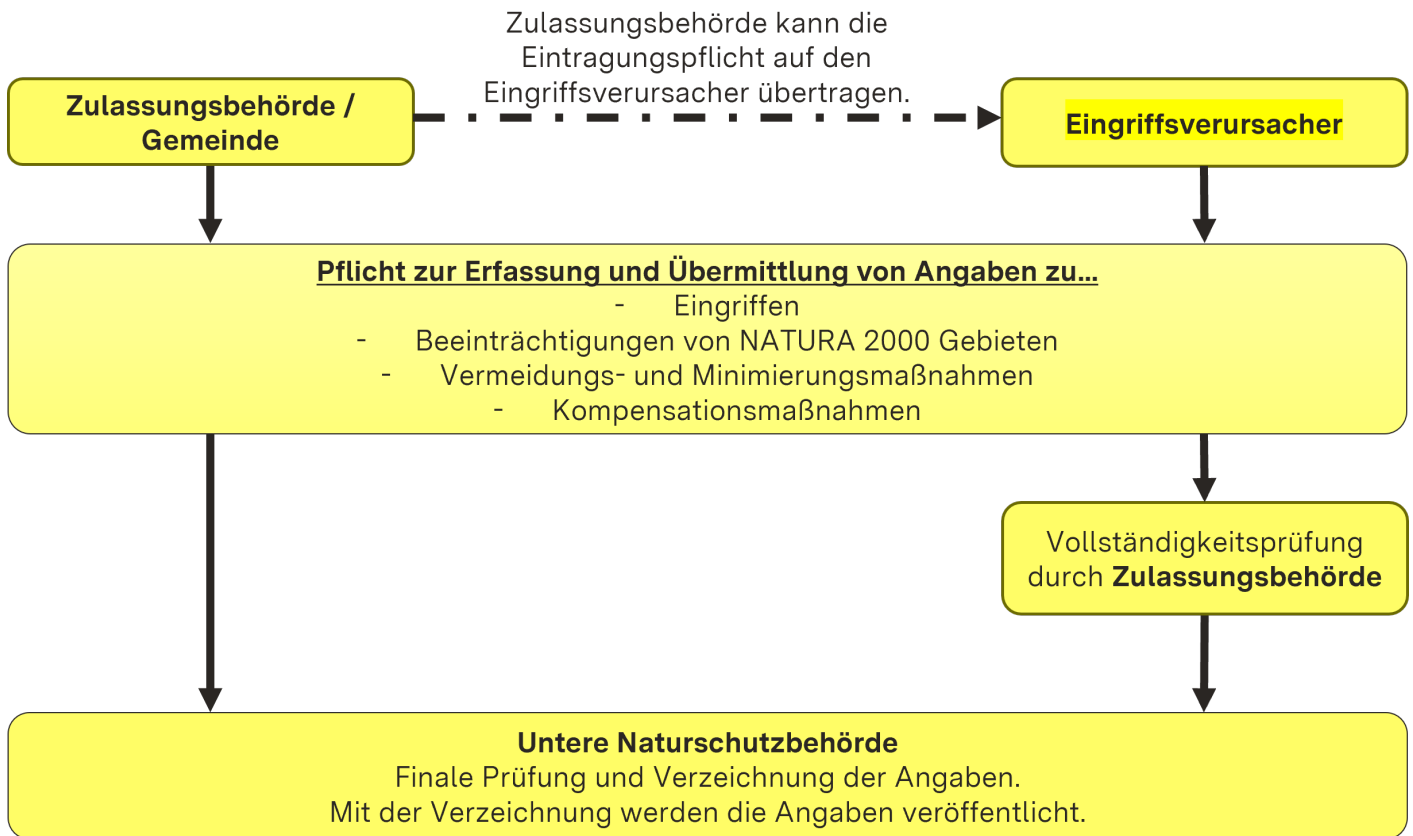 Zulassungsbehörde kann die
Eintragungspflicht auf den
Eingriffsverursacher übertragen.
Zulassungsbehörde /
Gemeinde
Eingriffsverursacher
Pflicht zur Erfassung und Übermittlung von Angaben zu...
- Eingriffen
- Beeinträchtigungen von NATURA 2000 Gebieten
- Vermeidungs- und Minimierungsmaßnahmen
- Kompensationsmaßnahmen
Vollständigkeitsprüfung
durch Zulassungsbehörde
Untere Naturschutzbehörde
Finale Prüfung und Verzeichnung der Angaben.
Mit der Verzeichnung werden die Angaben veröffentlicht.